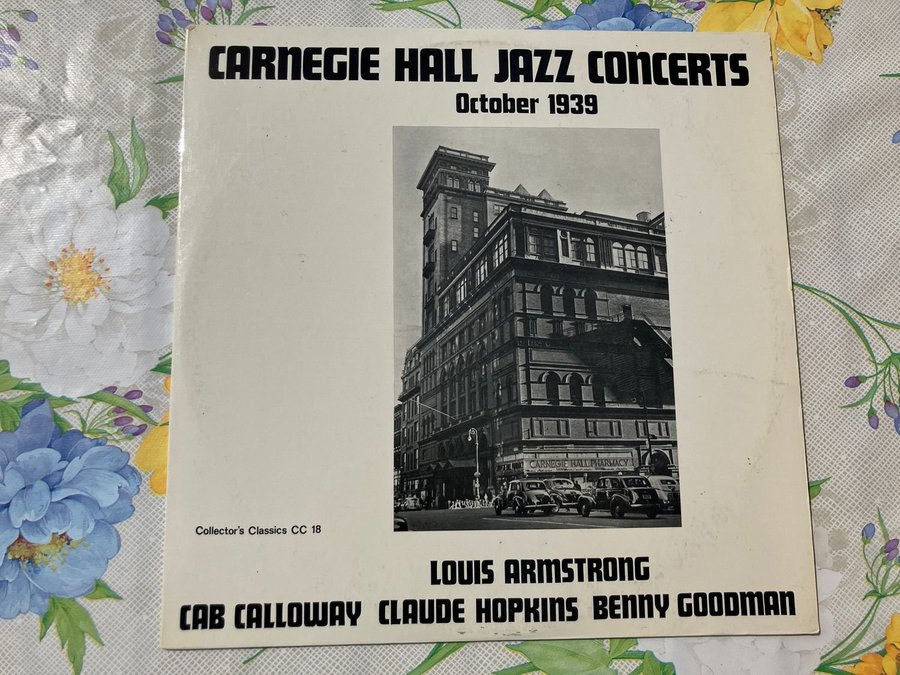 CARNEGIE HALL JAZZ CONCERTS
October 1939
CARNEGIE HALL PHARMACY
Collector's Classics CC 18
LOUIS ARMSTRONG
CAB CALLOWAY CLAUDE HOPKINS BENNY GOODMAN